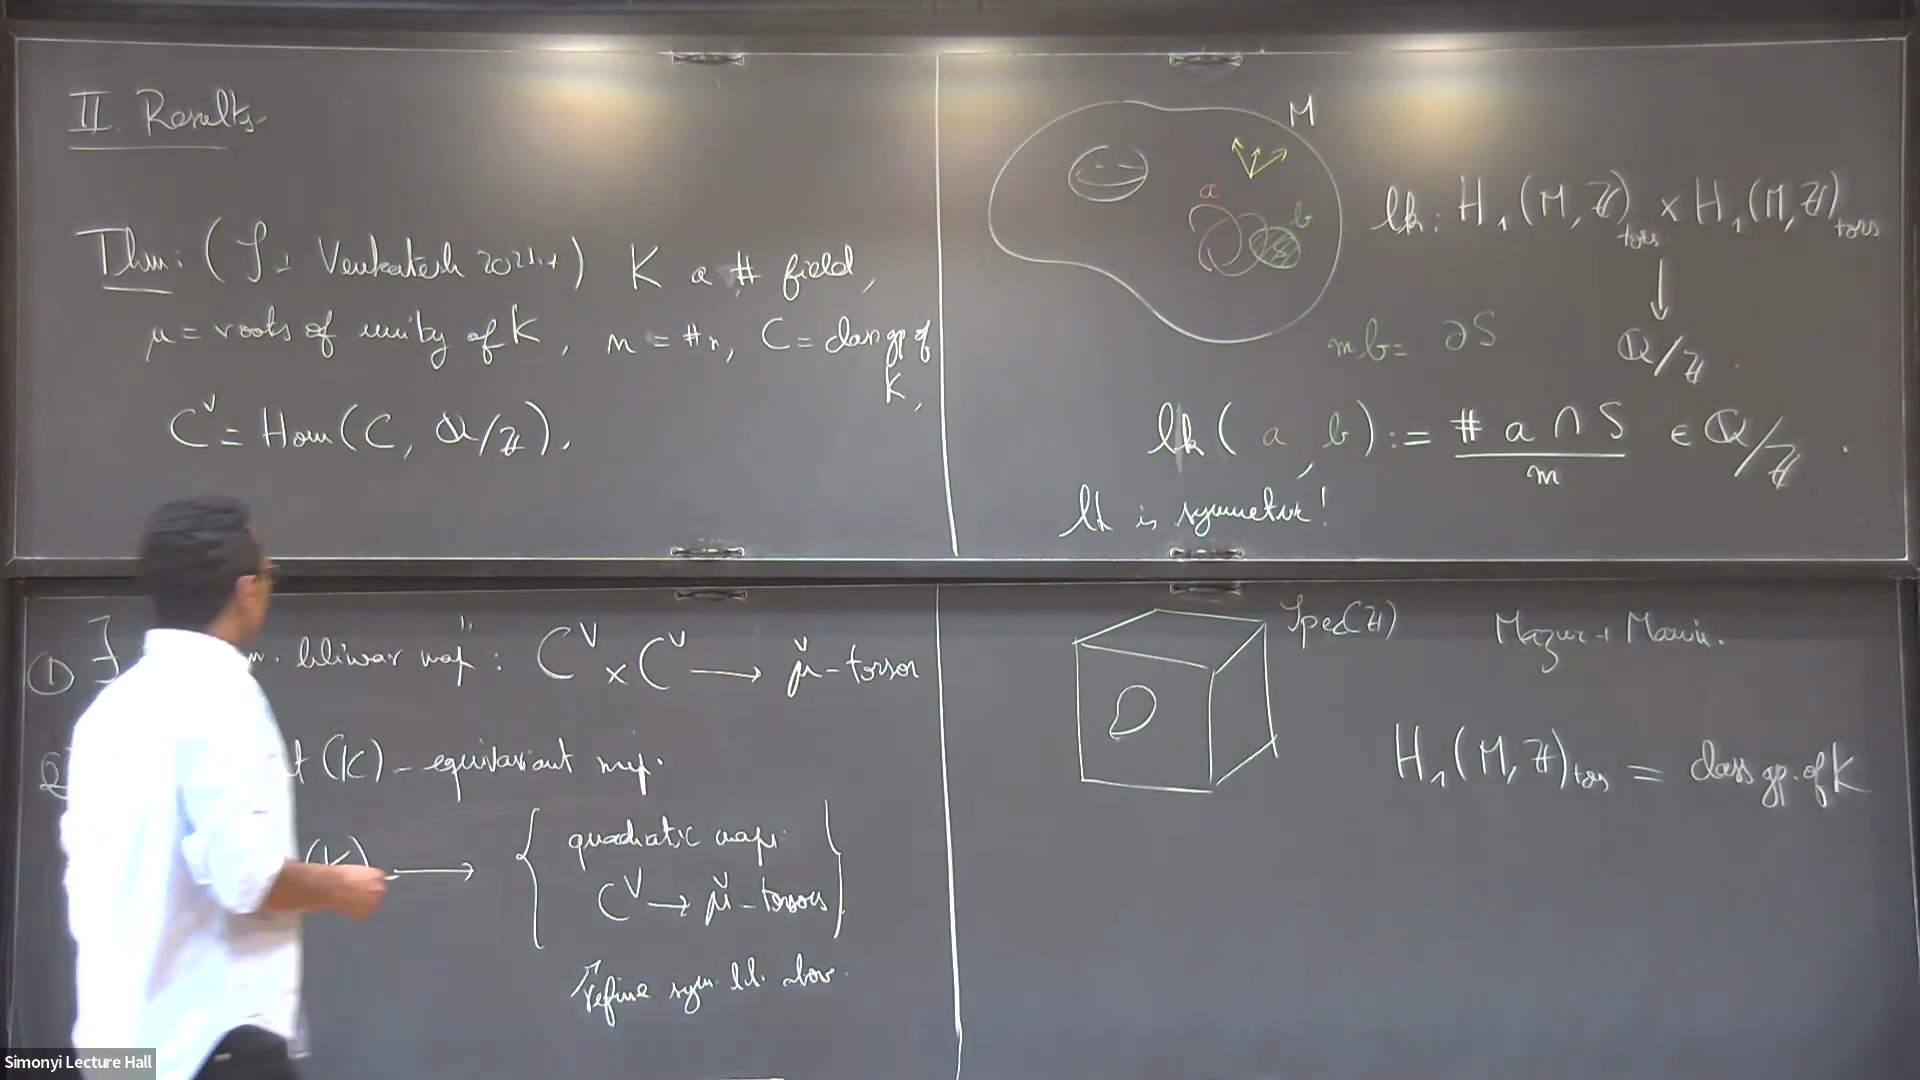 II. Results
Thm: (S- Venkatesh 2021+) K a # field,
μ = roots of unity of K, m = #μ, C = class gp of K,
C^∨ = Hom(C, Q/Z).
M
a
b
S
lk: H_1(M, Z)_tors × H_1(M, Z)_tors
↓
Q/Z.
mb = ∂S
lk(a, b) := # a ∩ S / m ∈ Q/Z.
lk is symmetric!
① ∃ bilinear map: C^∨ × C^∨ → μ^∨-torsor
(K) - equivariant map.
(K) → { quadratic maps
C^∨ → μ^∨ - torsors }
↑ refine sym. bil. above.
Spec(Z)
Mazur + Manin.
H_1(M, Z)_tors = class gp. of K
Simonyi Lecture Hall